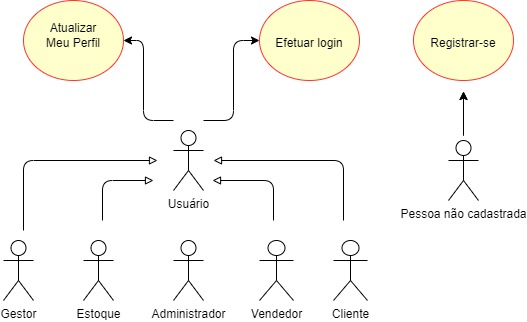 Atualizar
Meu Perfil
Efetuar login
Registrar-se
Usuário
Pessoa não cadastrada
Gestor
Estoque
Administrador
Vendedor
Cliente